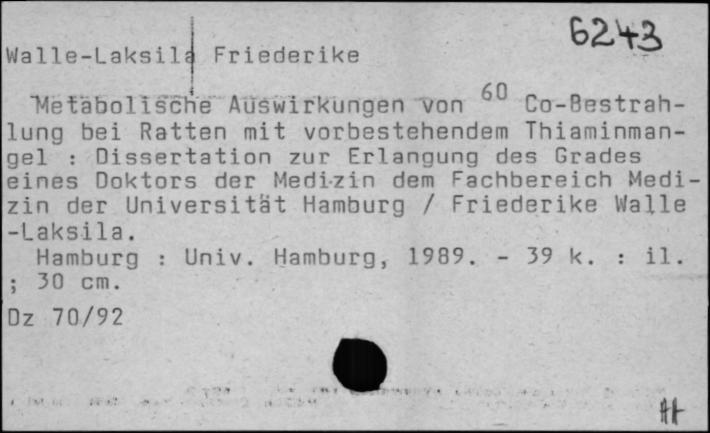 6243
Walle-Laksila Friederike
Metabolische Auswirkungen von 60 Co-Bestrah-
lung bei Ratten mit vorbestehendem Thiaminman-
gel : Dissertation zur Erlangung des Grades
eines Doktors der Medizin dem Fachbereich Medi-
zin der Universität Hamburg / Friederike Walle
-Laksila.
Hamburg : Univ. Hamburg, 1989. - 39 k. : il.
; 30 cm.
Dz 70/92